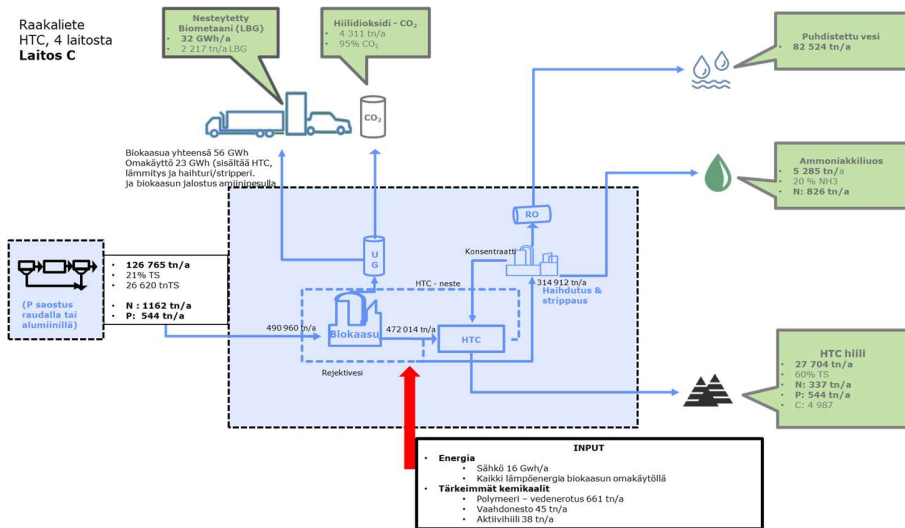 Raakaliete
HTC, 4 laitosta
Laitos C
Nesteytetty
Biometaani (LBG)
• 32 GWh/a
• 2 217 tn/a LBG
Hiilidioksidi - CO₂
• 4 311 tn/a
• 95% CO₂
Puhdistettu vesi
82 524 tn/a
CO₂
Biokaasua yhteensä 56 GWh
Omakäyttö 23 GWh (sisältää HTC,
lämmitys ja haihturi/stripperi.
ja biokaasun jalostus amiinipesulla
Ammoniakkiliuos
• 5 285 tn/a
• 20 % NH3
• N: 826 tn/a
RO
U
G
Konsentraatti
314 912 tn/a
Haihdutus &
strippaus
(P saostus
raudalla tai
alumiinillä)
• 126 765 tn/a
• 21% TS
• 26 620 tnTS
• N : 1162 tn/a
• P: 544 tn/a
HTC - neste
490 960 tn/a
Biokaasu
472 014 tn/a
HTC
Rejektivesi
HTC hiili
• 27 704 tn/a
• 60% TS
• N: 337 tn/a
• P: 544 tn/a
• C: 4 987
INPUT
• Energia
• Sähkö 16 Gwh/a
• Kaikki lämpöenergia biokaasun omakäytöllä
• Tärkeimmät kemikaalit
• Polymeeri – vedenerotus 661 tn/a
• Vaahdonesto 45 tn/a
• Aktiivihiili 38 tn/a